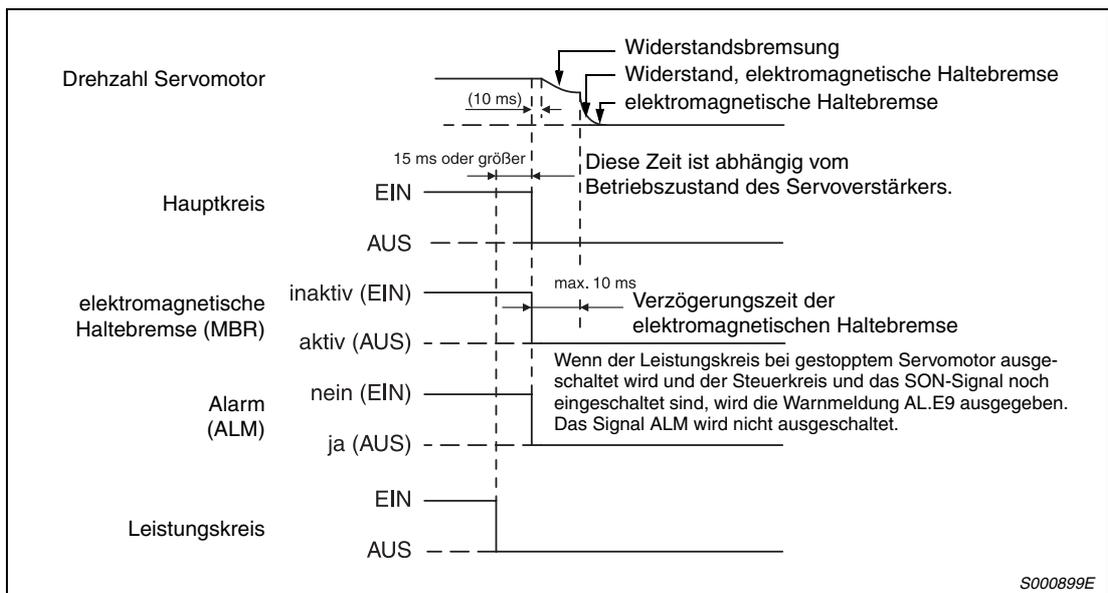 Drehzahl Servomotor
Widerstandsbremsung
Widerstand, elektromagnetische Haltebremse
elektromagnetische Haltebremse
(10 ms)
15 ms oder größer
Diese Zeit ist abhängig vom
Betriebszustand des Servoverstärkers.
Hauptkreis
EIN
AUS
max. 10 ms
elektromagnetische
Haltebremse (MBR)
inaktiv (EIN)
aktiv (AUS)
Verzögerungszeit der
elektromagnetischen Haltebremse
Wenn der Leistungskreis bei gestopptem Servomotor ausge-
schaltet wird und der Steuerkreis und das SON-Signal noch
eingeschaltet sind, wird die Warnmeldung AL.E9 ausgegeben.
Das Signal ALM wird nicht ausgeschaltet.
Alarm
(ALM)
nein (EIN)
ja (AUS)
Leistungskreis
EIN
AUS
S000899E